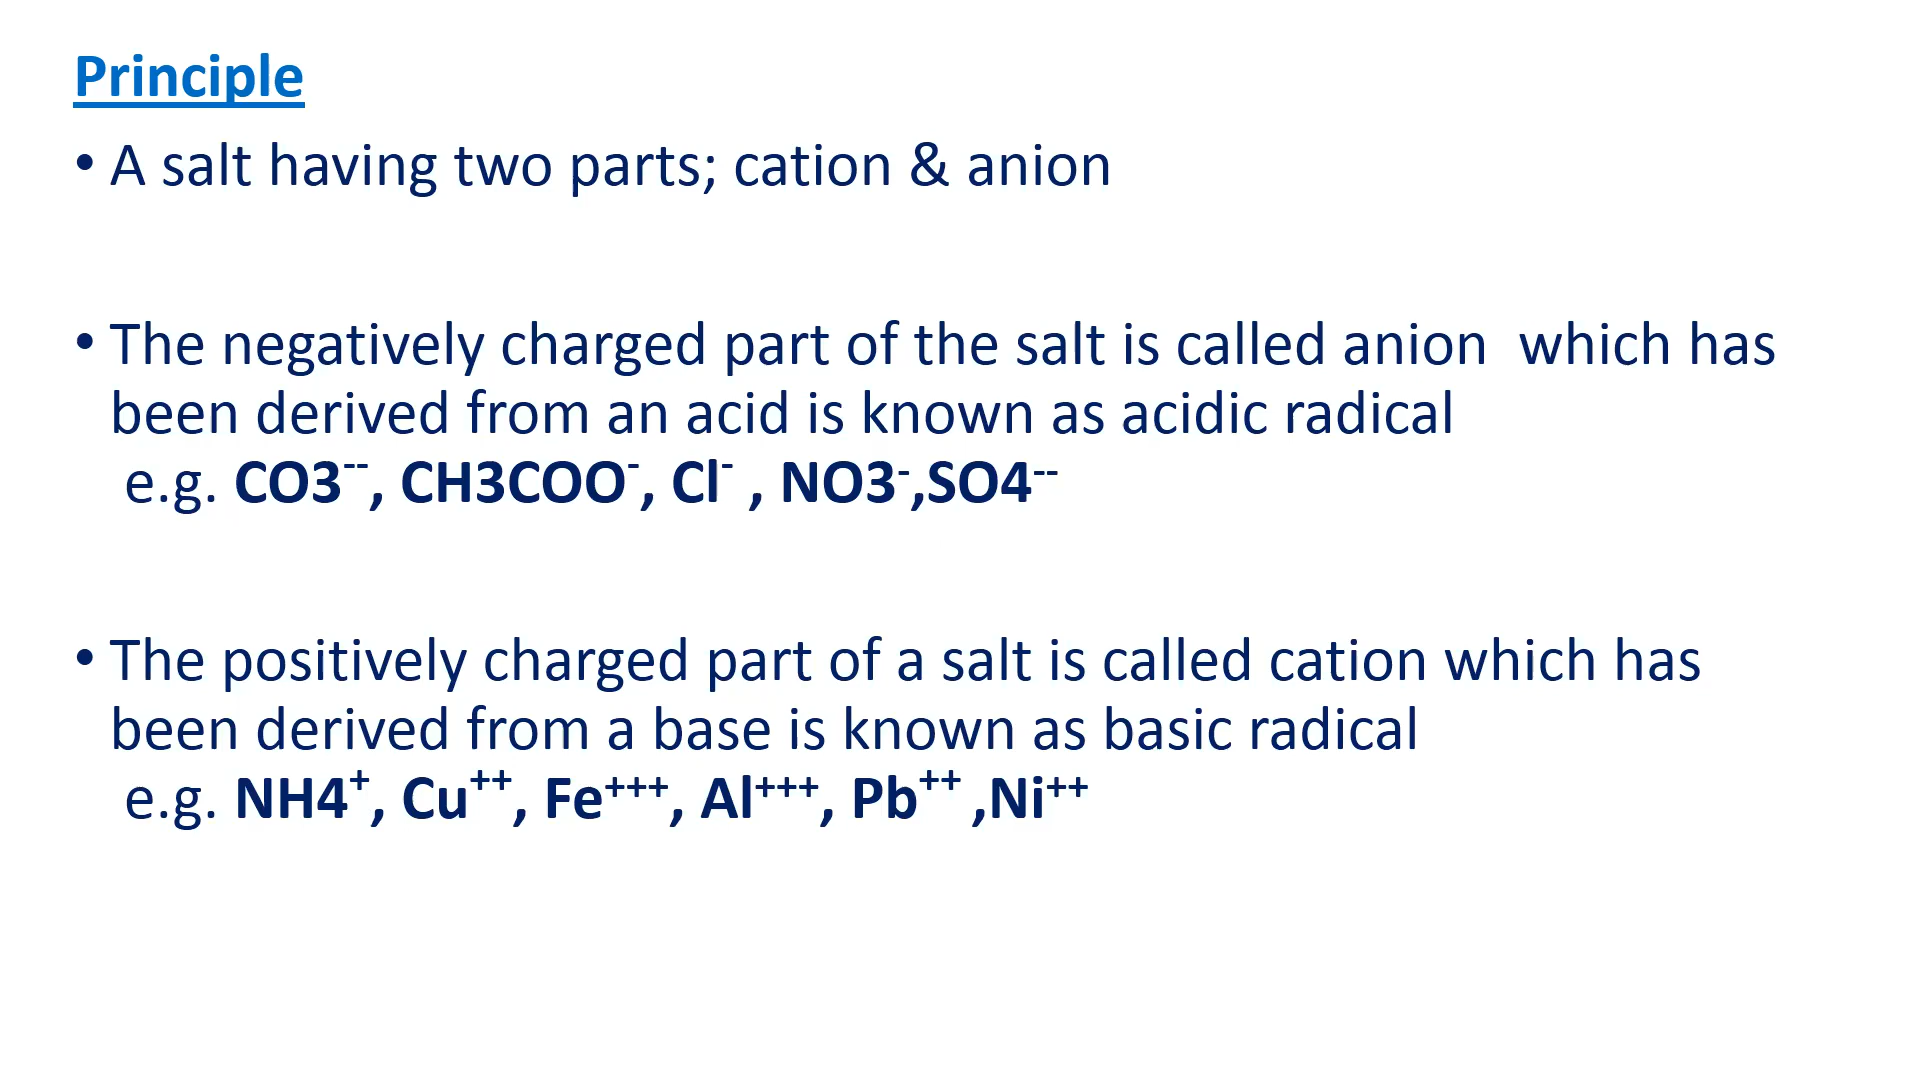 Principle
• A salt having two parts; cation & anion
• The negatively charged part of the salt is called anion  which has
been derived from an acid is known as acidic radical
e.g. CO3⁻⁻, CH3COO⁻, Cl⁻ , NO3⁻,SO4⁻⁻
• The positively charged part of a salt is called cation which has
been derived from a base is known as basic radical
e.g. NH4⁺, Cu⁺⁺, Fe⁺⁺⁺, Al⁺⁺⁺, Pb⁺⁺ ,Ni⁺⁺